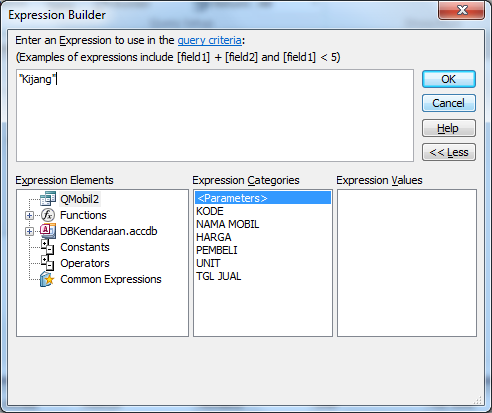 Expression Builder
Enter an Expression to use in the query criteria:
(Examples of expressions include [field1] + [field2] and [field1] < 5)
"Kijang"
OK
Cancel
Help
<< Less
Expression Elements
Expression Categories
Expression Values
QMobil2
Functions
DBKendaraan.accdb
Constants
Operators
Common Expressions
<Parameters>
KODE
NAMA MOBIL
HARGA
PEMBELI
UNIT
TGL JUAL